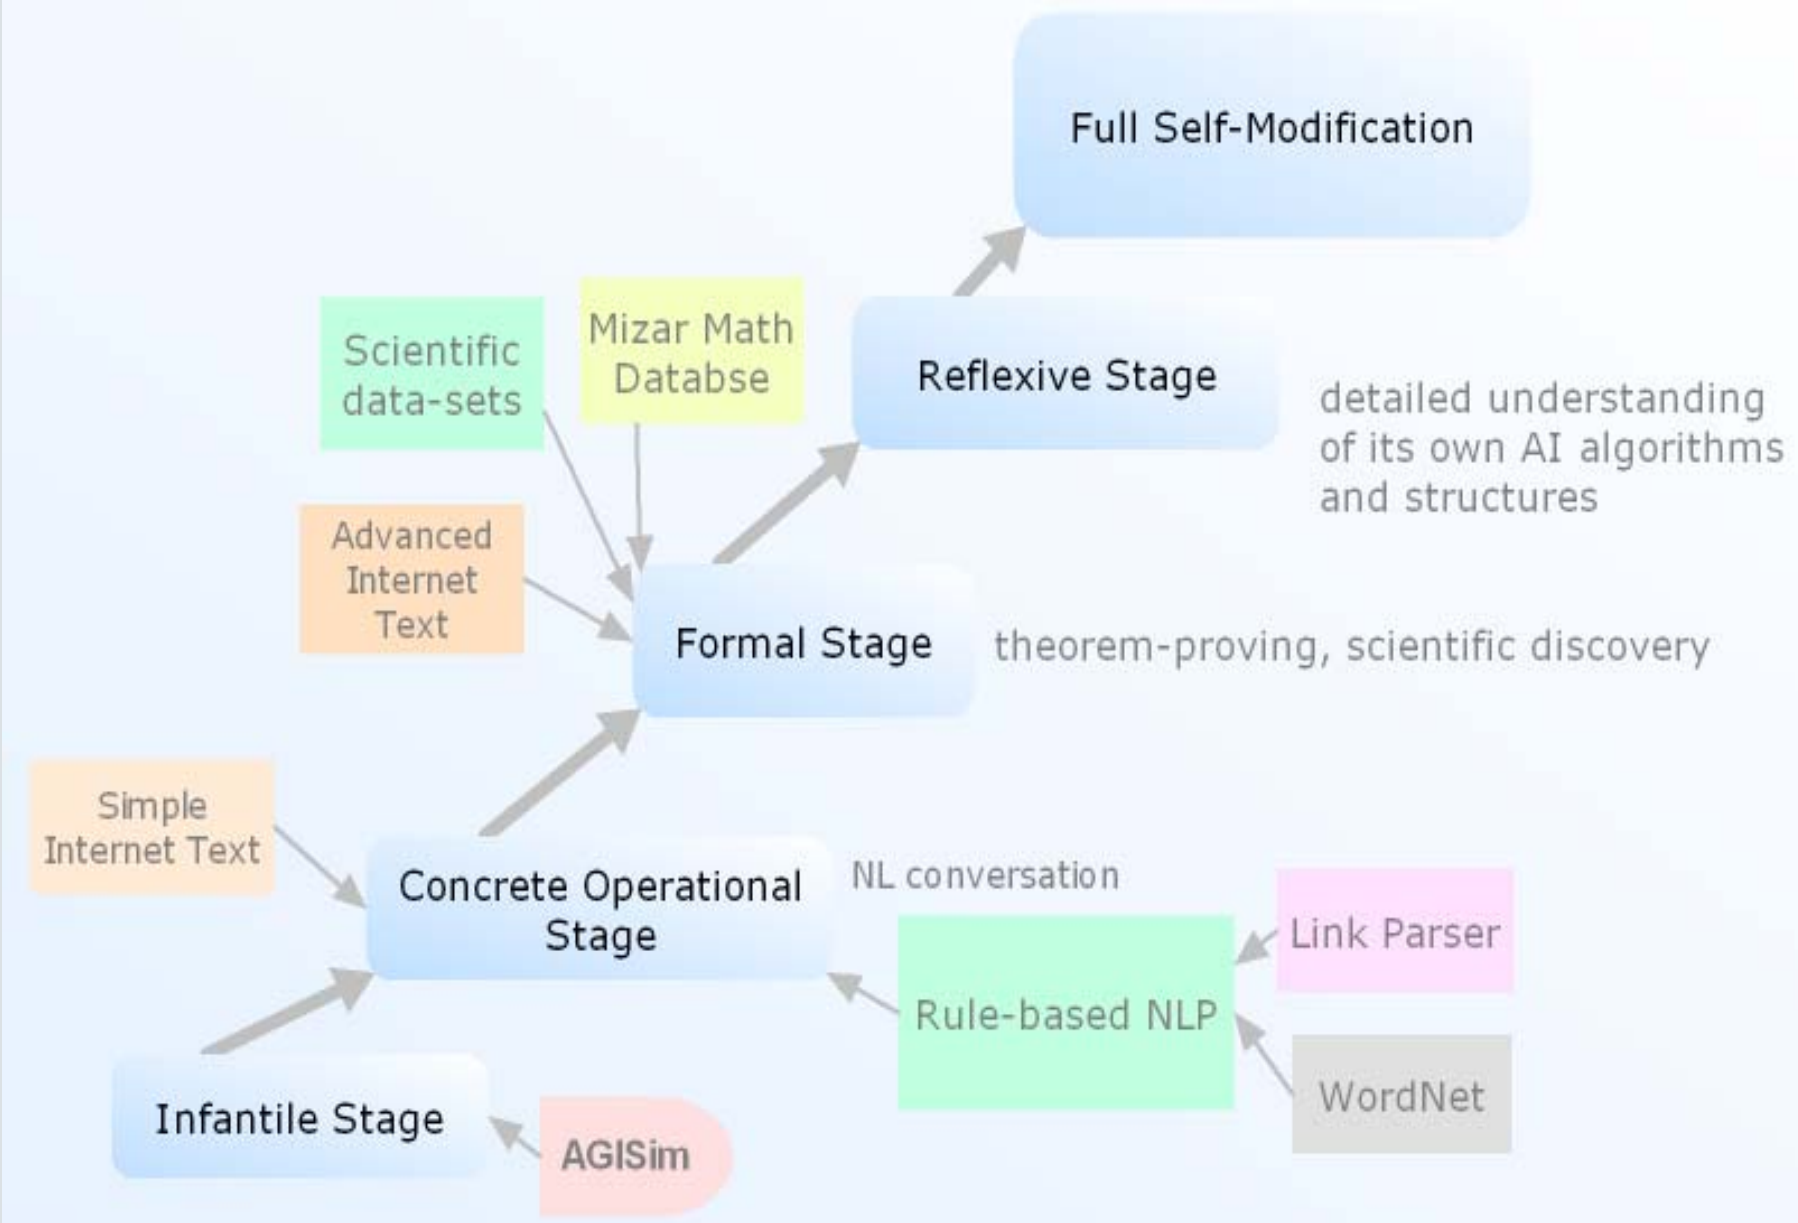 Full Self-Modification
Scientific
data-sets
Mizar Math
Databse
Reflexive Stage
detailed understanding
of its own AI algorithms
and structures
Advanced
Internet
Text
Formal Stage
theorem-proving, scientific discovery
Simple
Internet Text
Concrete Operational
Stage
NL conversation
Link Parser
Rule-based NLP
WordNet
Infantile Stage
AGISim